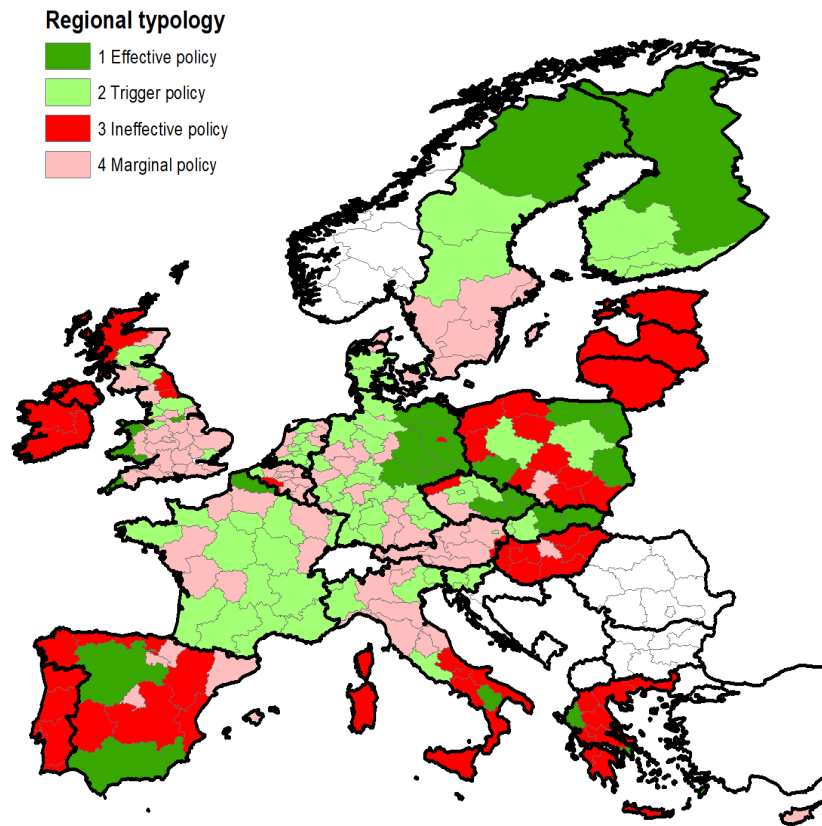 Regional typology
1 Effective policy
2 Trigger policy
3 Ineffective policy
4 Marginal policy